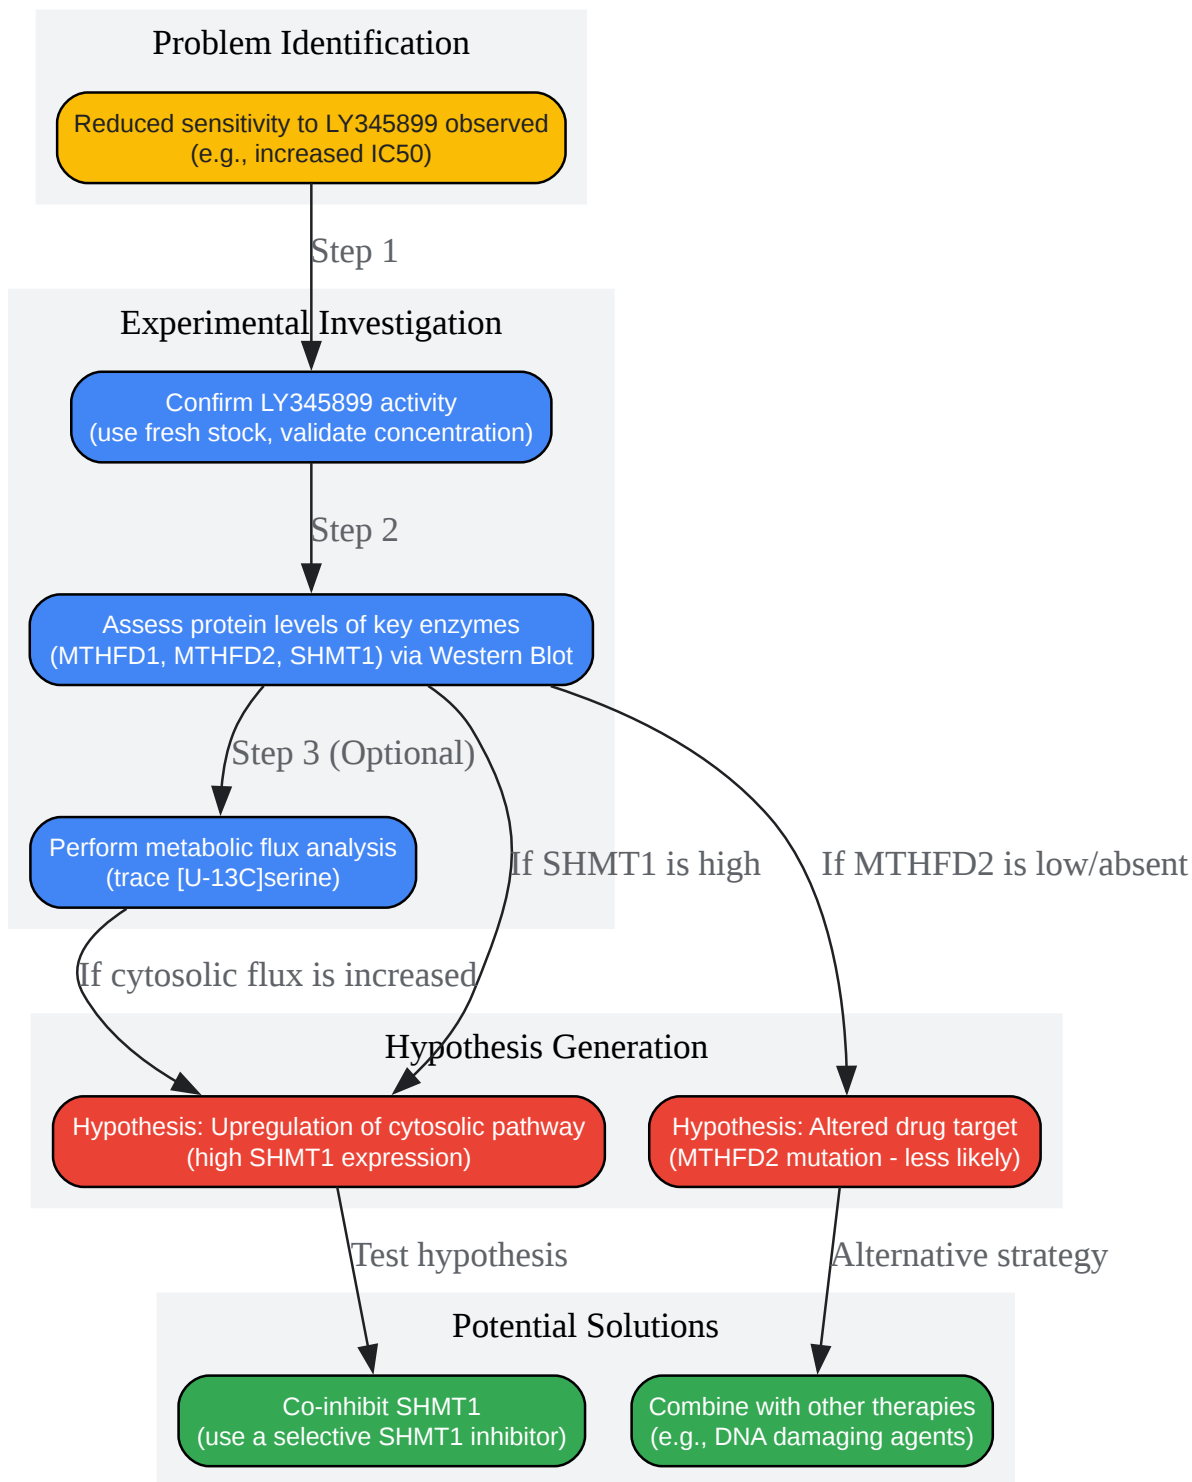 Problem Identification
Reduced sensitivity to LY345899 observed
(e.g., increased IC50)
Step 1
Experimental Investigation
Confirm LY345899 activity
(use fresh stock, validate concentration)
Step 2
Assess protein levels of key enzymes
(MTHFD1, MTHFD2, SHMT1) via Western Blot
Step 3 (Optional)
Perform metabolic flux analysis
(trace [U-13C]serine)
If SHMT1 is high
If MTHFD2 is low/absent
If cytosolic flux is increased
Hypothesis Generation
Hypothesis: Upregulation of cytosolic pathway
(high SHMT1 expression)
Hypothesis: Altered drug target
(MTHFD2 mutation - less likely)
Test hypothesis
Alternative strategy
Potential Solutions
Co-inhibit SHMT1
(use a selective SHMT1 inhibitor)
Combine with other therapies
(e.g., DNA damaging agents)